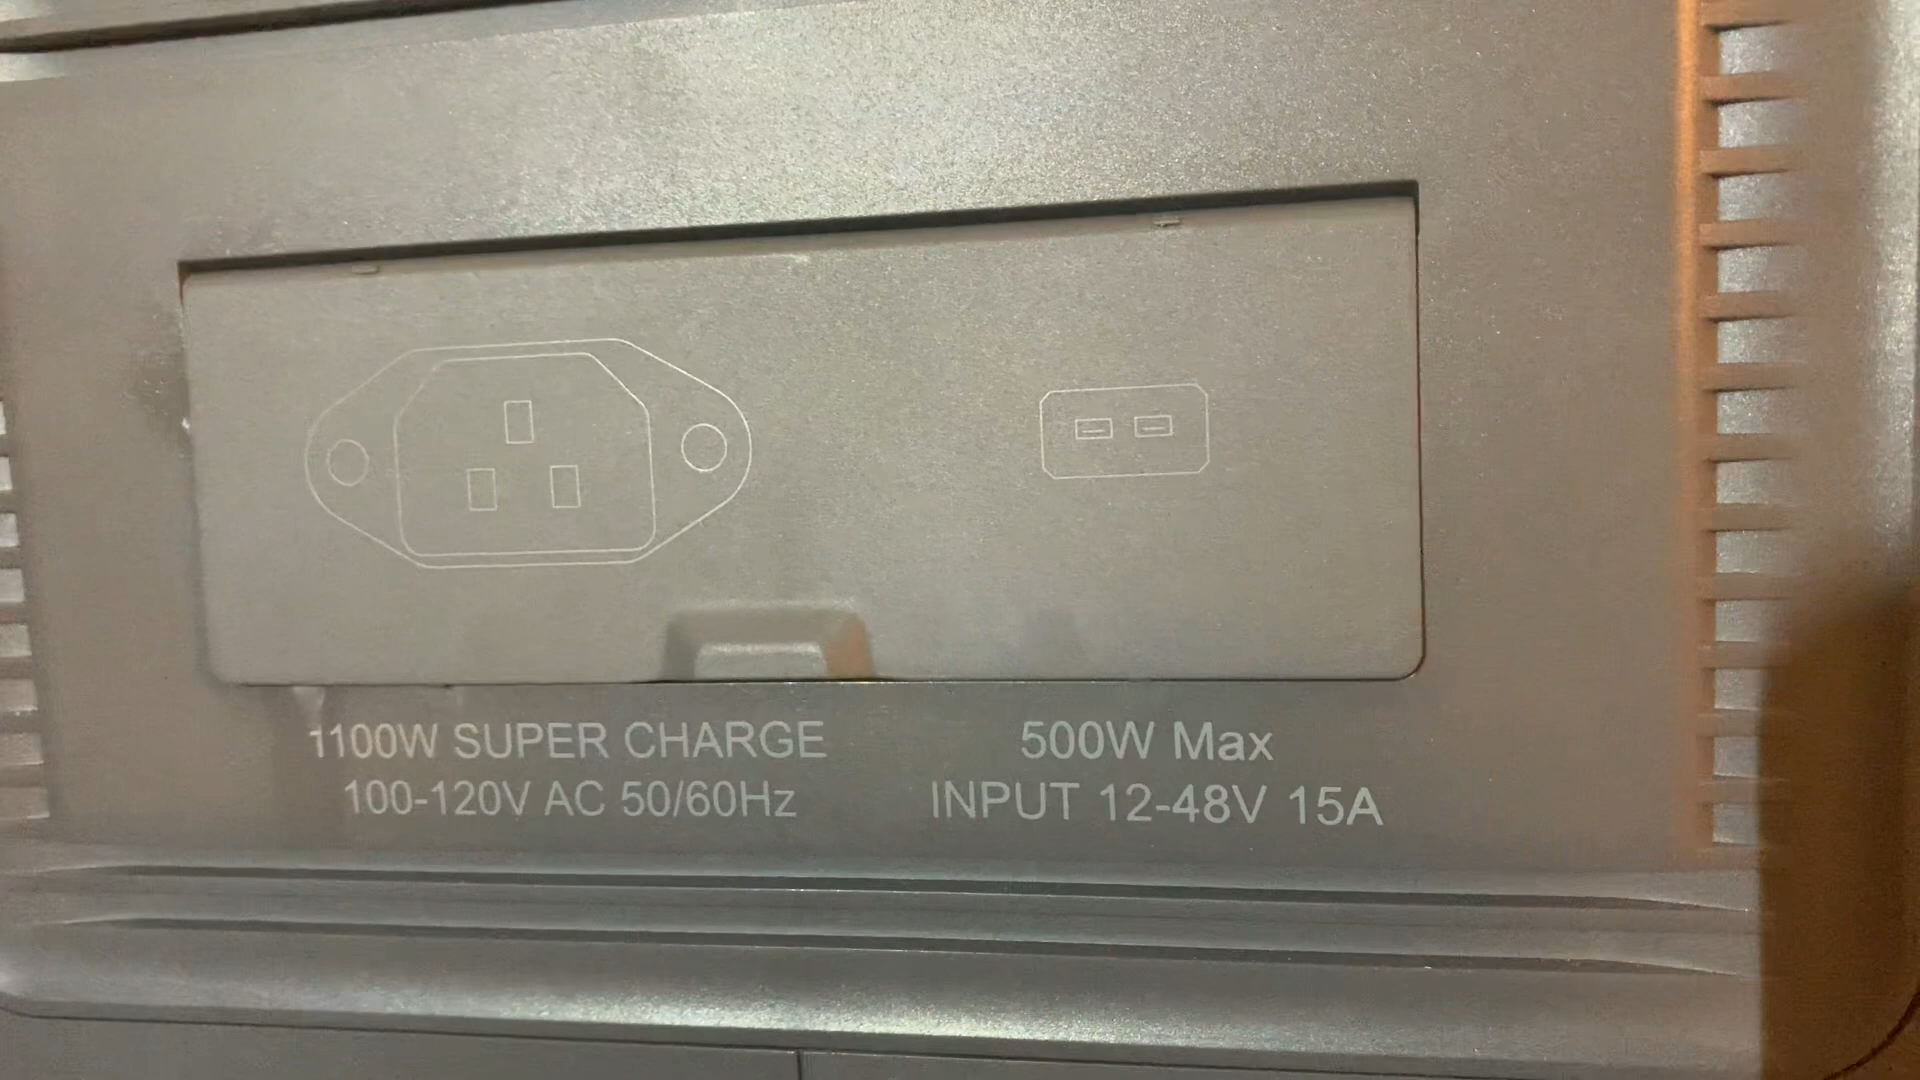 1100W SUPER CHARGE
100-120V AC 50/60Hz
500W Max
INPUT 12-48V 15A